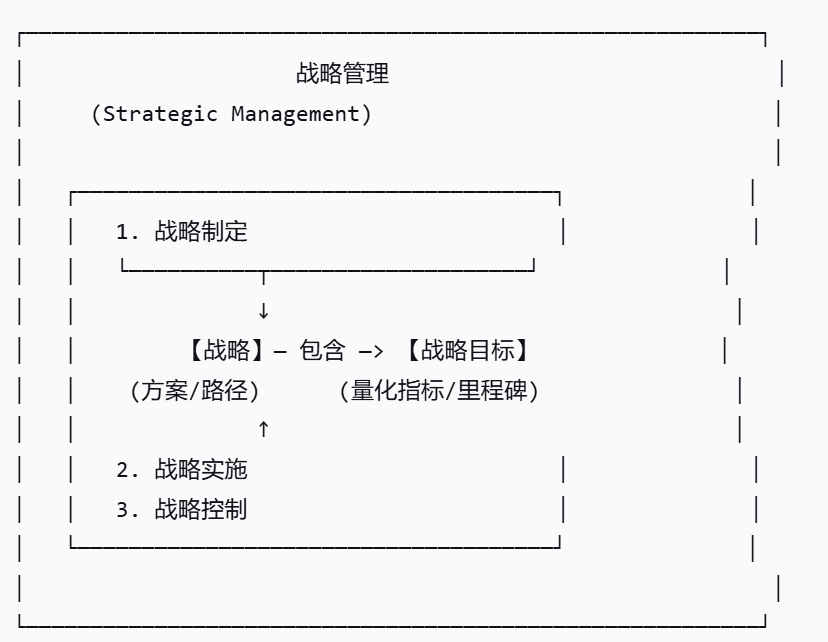 战略管理
(Strategic Management)
1. 战略制定
↓
【战略】— 包含 —> 【战略目标】
(方案/路径) (量化指标/里程碑)
↑
2. 战略实施
3. 战略控制